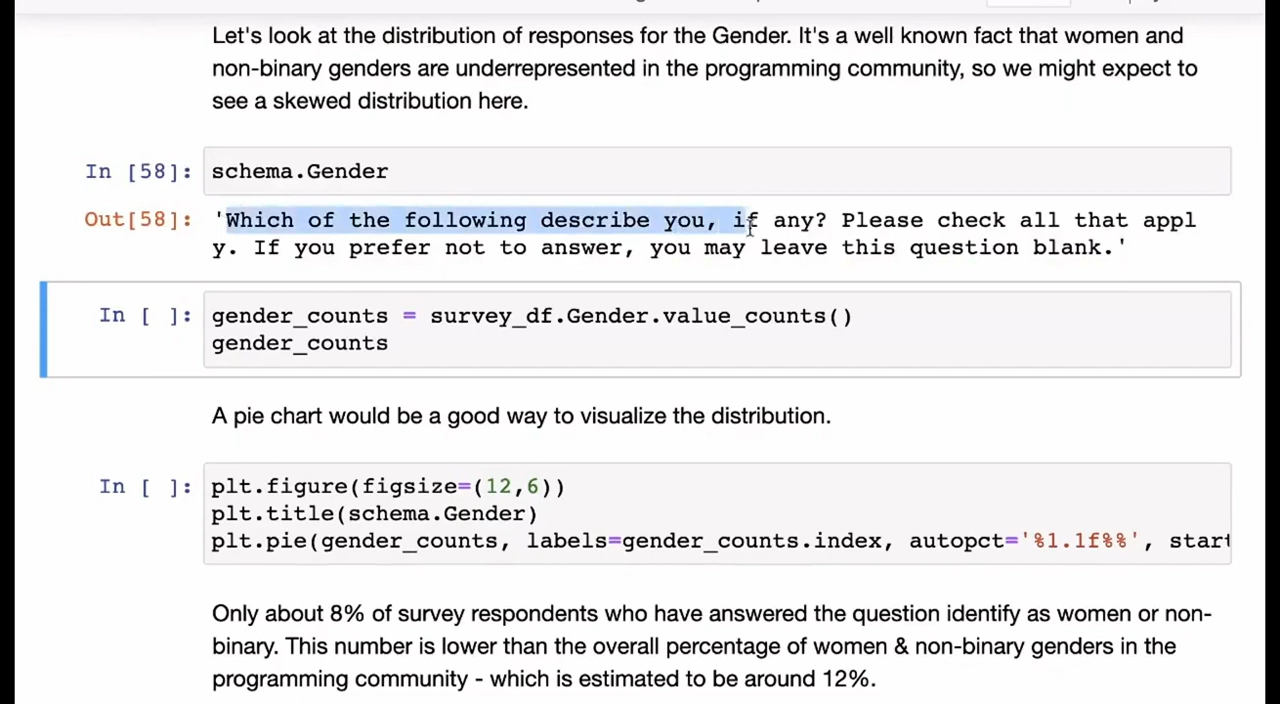 Let's look at the distribution of responses for the Gender. It's a well known fact that women and
non-binary genders are underrepresented in the programming community, so we might expect to
see a skewed distribution here.
In [58]: schema.Gender
Out[58]: 'Which of the following describe you, if any? Please check all that appl
y. If you prefer not to answer, you may leave this question blank.'
In [ ]: gender_counts = survey_df.Gender.value_counts()
gender_counts
A pie chart would be a good way to visualize the distribution.
In [ ]: plt.figure(figsize=(12,6))
plt.title(schema.Gender)
plt.pie(gender_counts, labels=gender_counts.index, autopct='%1.1f%%', start
Only about 8% of survey respondents who have answered the question identify as women or non-
binary. This number is lower than the overall percentage of women & non-binary genders in the
programming community - which is estimated to be around 12%.